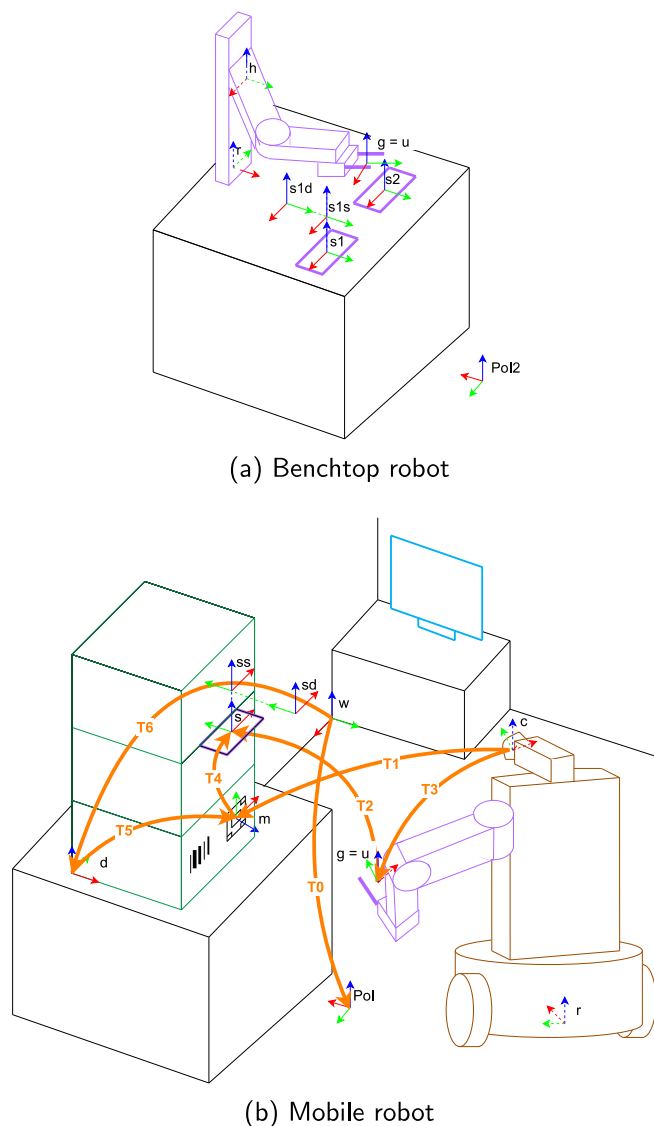 h
g = u
r
s2
s1d
s1s
s1
Pol2
(a) Benchtop robot
ss
sd
w
c
s
T6
T1
T4
T2
T3
m
T5
d
g = u
T0
Pol
r
(b) Mobile robot